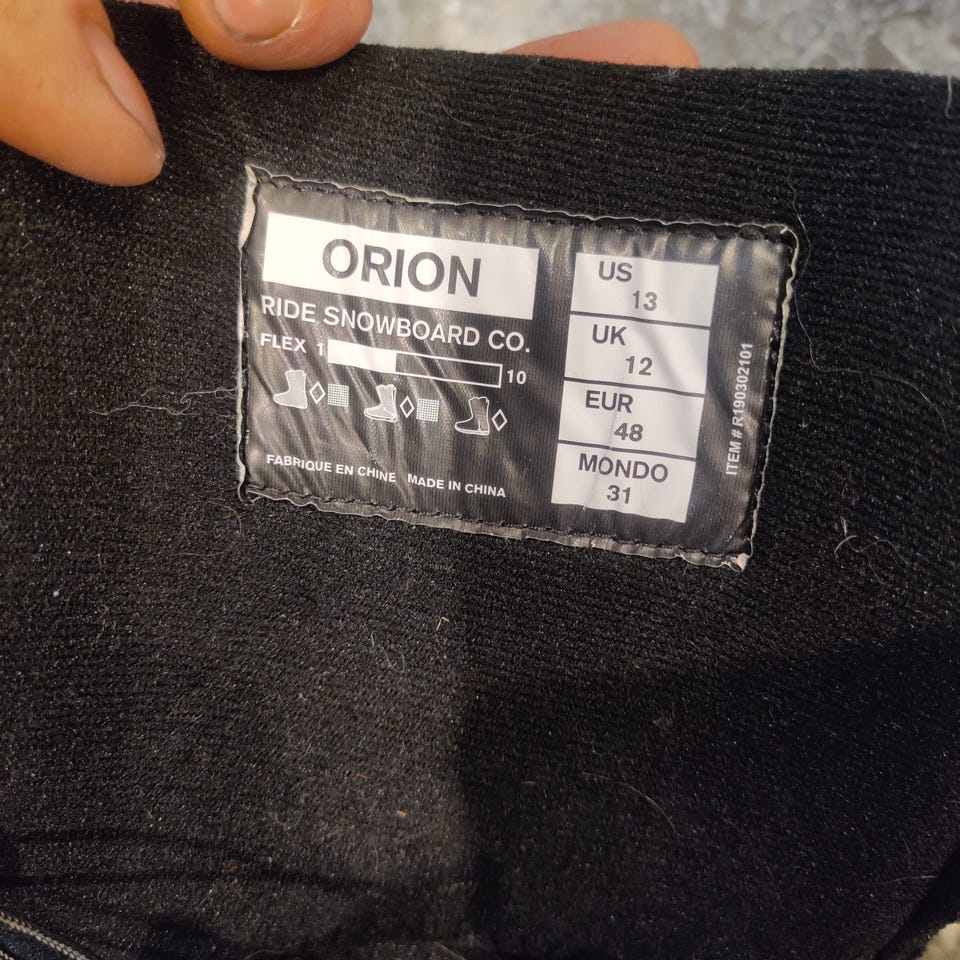 ORION
RIDE SNOWBOARD CO.
FLEX 1 10
FABRIQUE EN CHINE MADE IN CHINA
US
13
UK
12
EUR
48
MONDO
31
ITEM # R190302101